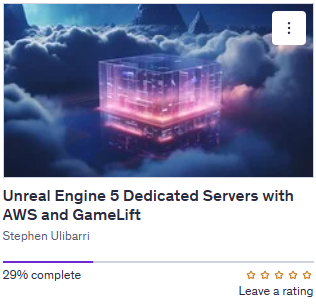 Unreal Engine 5 Dedicated Servers with
AWS and GameLift
Stephen Ulibarri
29% complete
Leave a rating